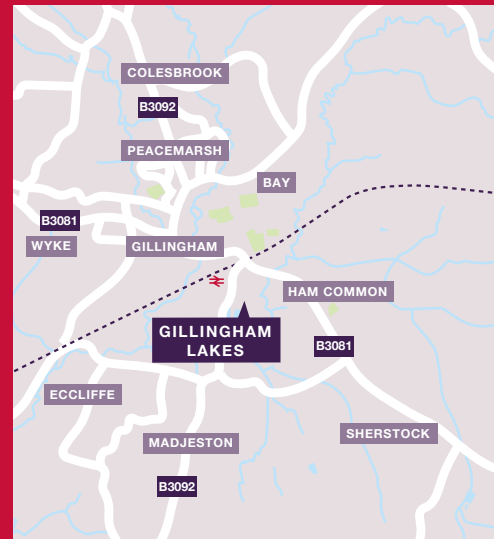 COLESBROOK
B3092
PEACEMARSH
BAY
B3081
WYKE
GILLINGHAM
HAM COMMON
GILLINGHAM
LAKES
B3081
ECCLIFFE
SHERSTOCK
MADJESTON
B3092